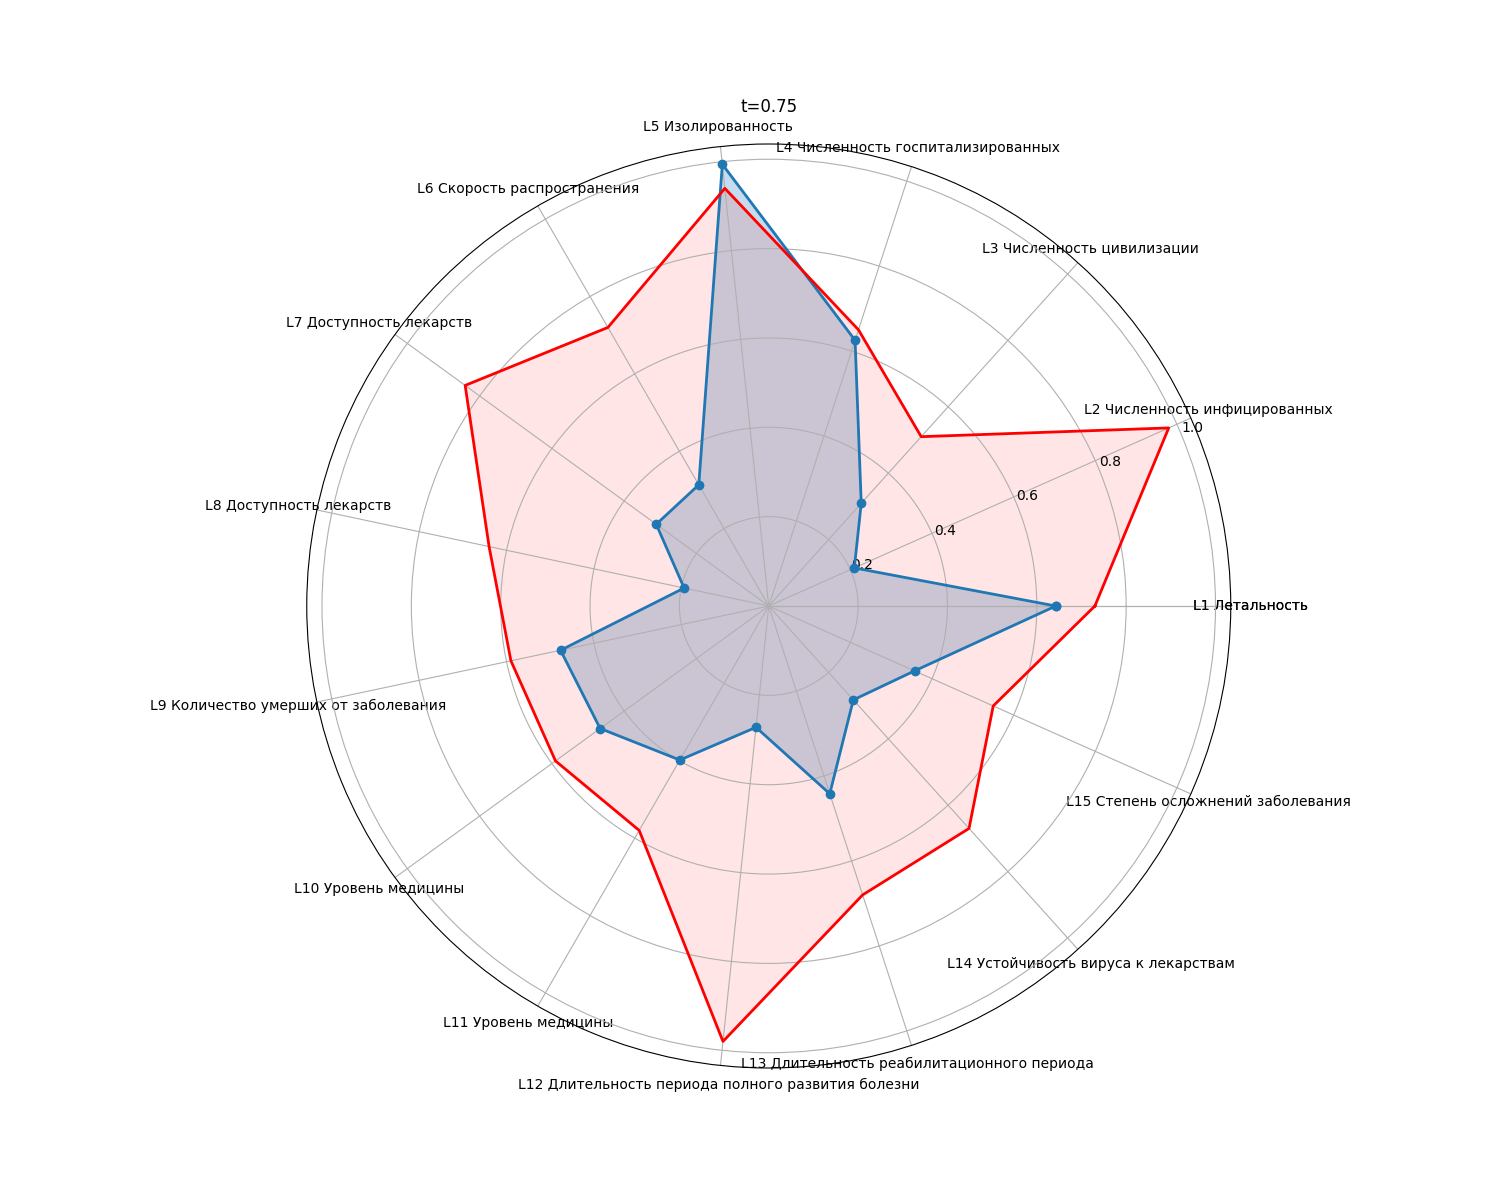 t=0.75
L5 Изолированность
L4 Численность госпитализированных
L6 Скорость распространения
L3 Численность цивилизации
L7 Доступность лекарств
L2 Численность инфицированных
1.0
0.8
0.6
L8 Доступность лекарств
0.4
0.2
L1 Летальность
L9 Количество умерших от заболевания
L15 Степень осложнений заболевания
L10 Уровень медицины
L14 Устойчивость вируса к лекарствам
L11 Уровень медицины
L13 Длительность реабилитационного периода
L12 Длительность периода полного развития болезни